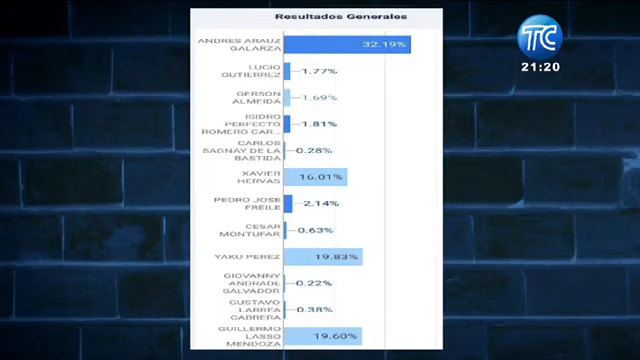 Resultados Generales
TC
21:20
ANDRES ARAUZ
GALARZA
32.19%
LUCIO
GUTIERREZ
1.77%
GERSON
ALMEIDA
1.69%
ISIDRO
PERFECTO
ROMERO CAR...
1.81%
CARLOS
SAGNAY DE LA
BASTIDA
0.28%
XAVIER
HERVAS
16.01%
PEDRO JOSE
FREILE
2.14%
CESAR
MONTUFAR
0.63%
YAKU PEREZ
19.83%
GIOVANNY
ANDRADE
SALVADOR
0.22%
GUSTAVO
LARREA
CABRERA
0.38%
GUILLERMO
LASSO
MENDOZA
19.60%